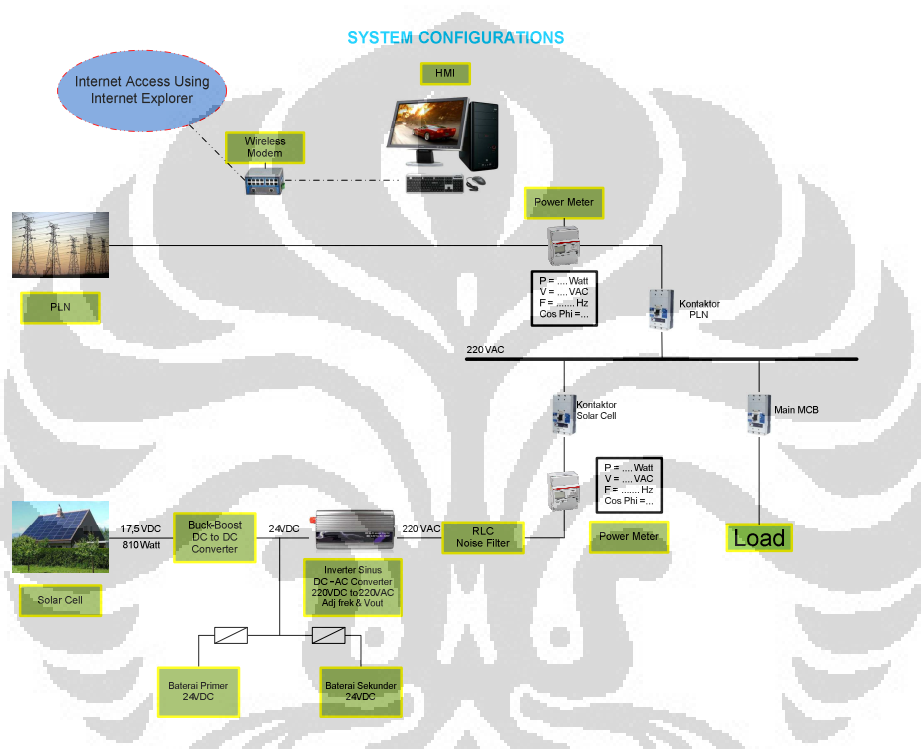 SYSTEM CONFIGURATIONS
Internet Access Using
Internet Explorer
HMI
Wireless
Modem
Power Meter
P = .... Watt
V = .... VAC
F = ....... Hz
Cos Phi =...
PLN
Kontaktor
PLN
220 VAC
Kontaktor
Solar Cell
Main MCB
P = .... Watt
V = .... VAC
F = ....... Hz
Cos Phi =...
17,5 VDC
810 Watt
Buck-Boost
DC to DC
Converter
24VDC
220 VAC
RLC
Noise Filter
Power Meter
Load
Solar Cell
Inverter Sinus
DC -AC Converter
220VDC to 220VAC
Adj frek & Vout
Baterai Primer
24VDC
Baterai Sekunder
24VDC